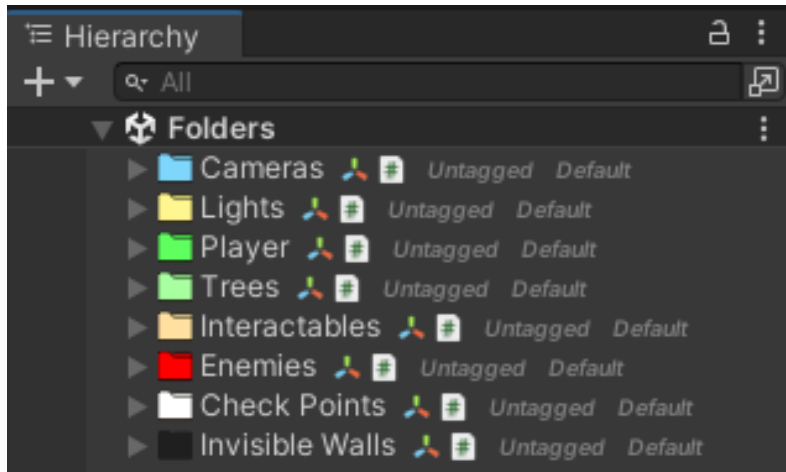 Hierarchy
All
Folders
Cameras # Untagged Default
Lights # Untagged Default
Player # Untagged Default
Trees # Untagged Default
Interactables # Untagged Default
Enemies # Untagged Default
Check Points # Untagged Default
Invisible Walls # Untagged Default